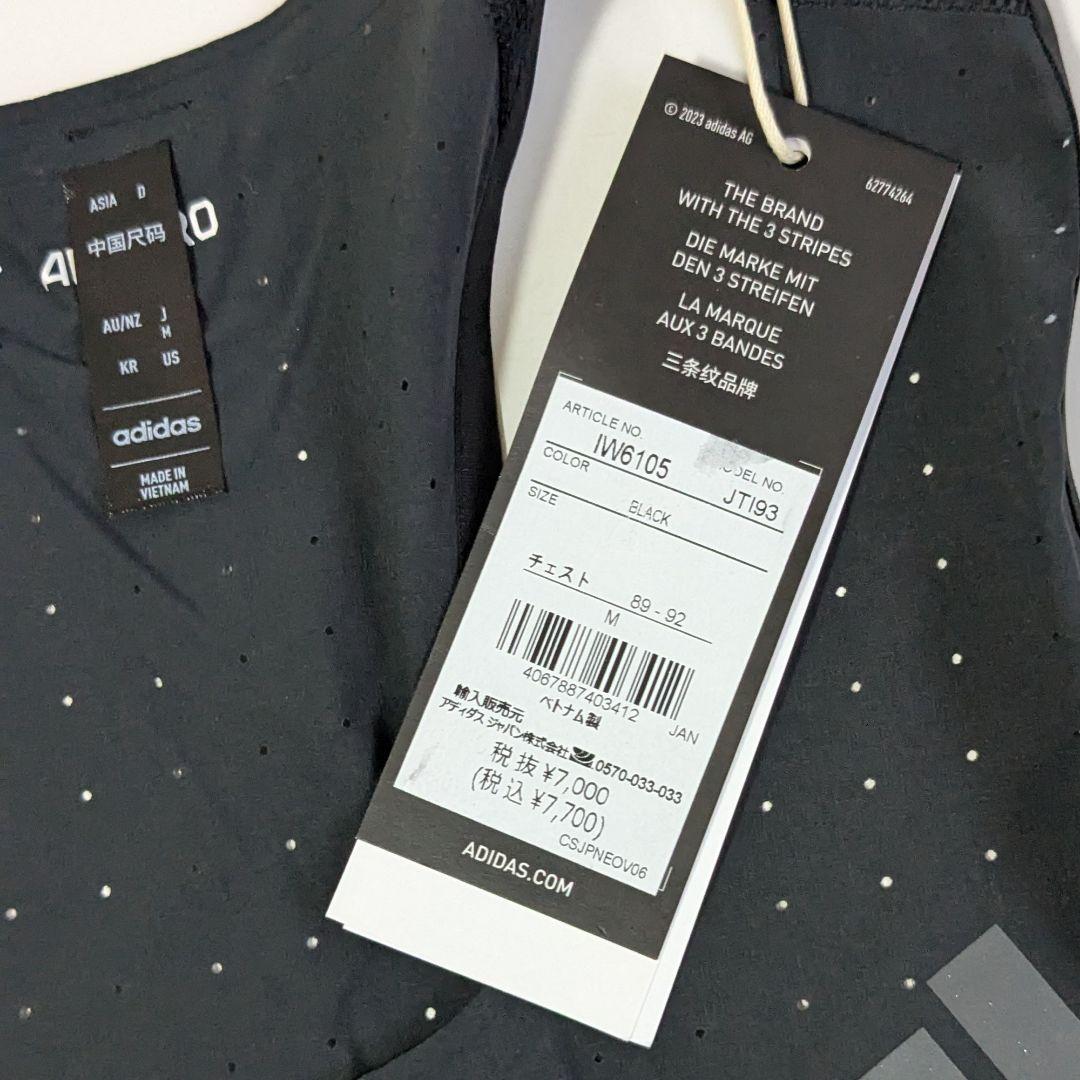 ASIA D
中国尺码
AU/NZ J
M
KR US
adidas
MADE IN
VIETNAM
© 2023 adidas AG
62774264
THE BRAND
WITH THE 3 STRIPES
DIE MARKE MIT
DEN 3 STREIFEN
LA MARQUE
AUX 3 BANDES
三条纹品牌
ARTICLE NO.
IW6105
MODEL NO.
JTI93
COLOR
BLACK
SIZE
チェスト
89 - 92
M
4067887403412
JAN
ベトナム製
輸入販売元
アディダス ジャパン株式会社 0570-033-033
税 抜 ¥7,000
(税 込 ¥7,700)
CSJPNEOV06
ADIDAS.COM